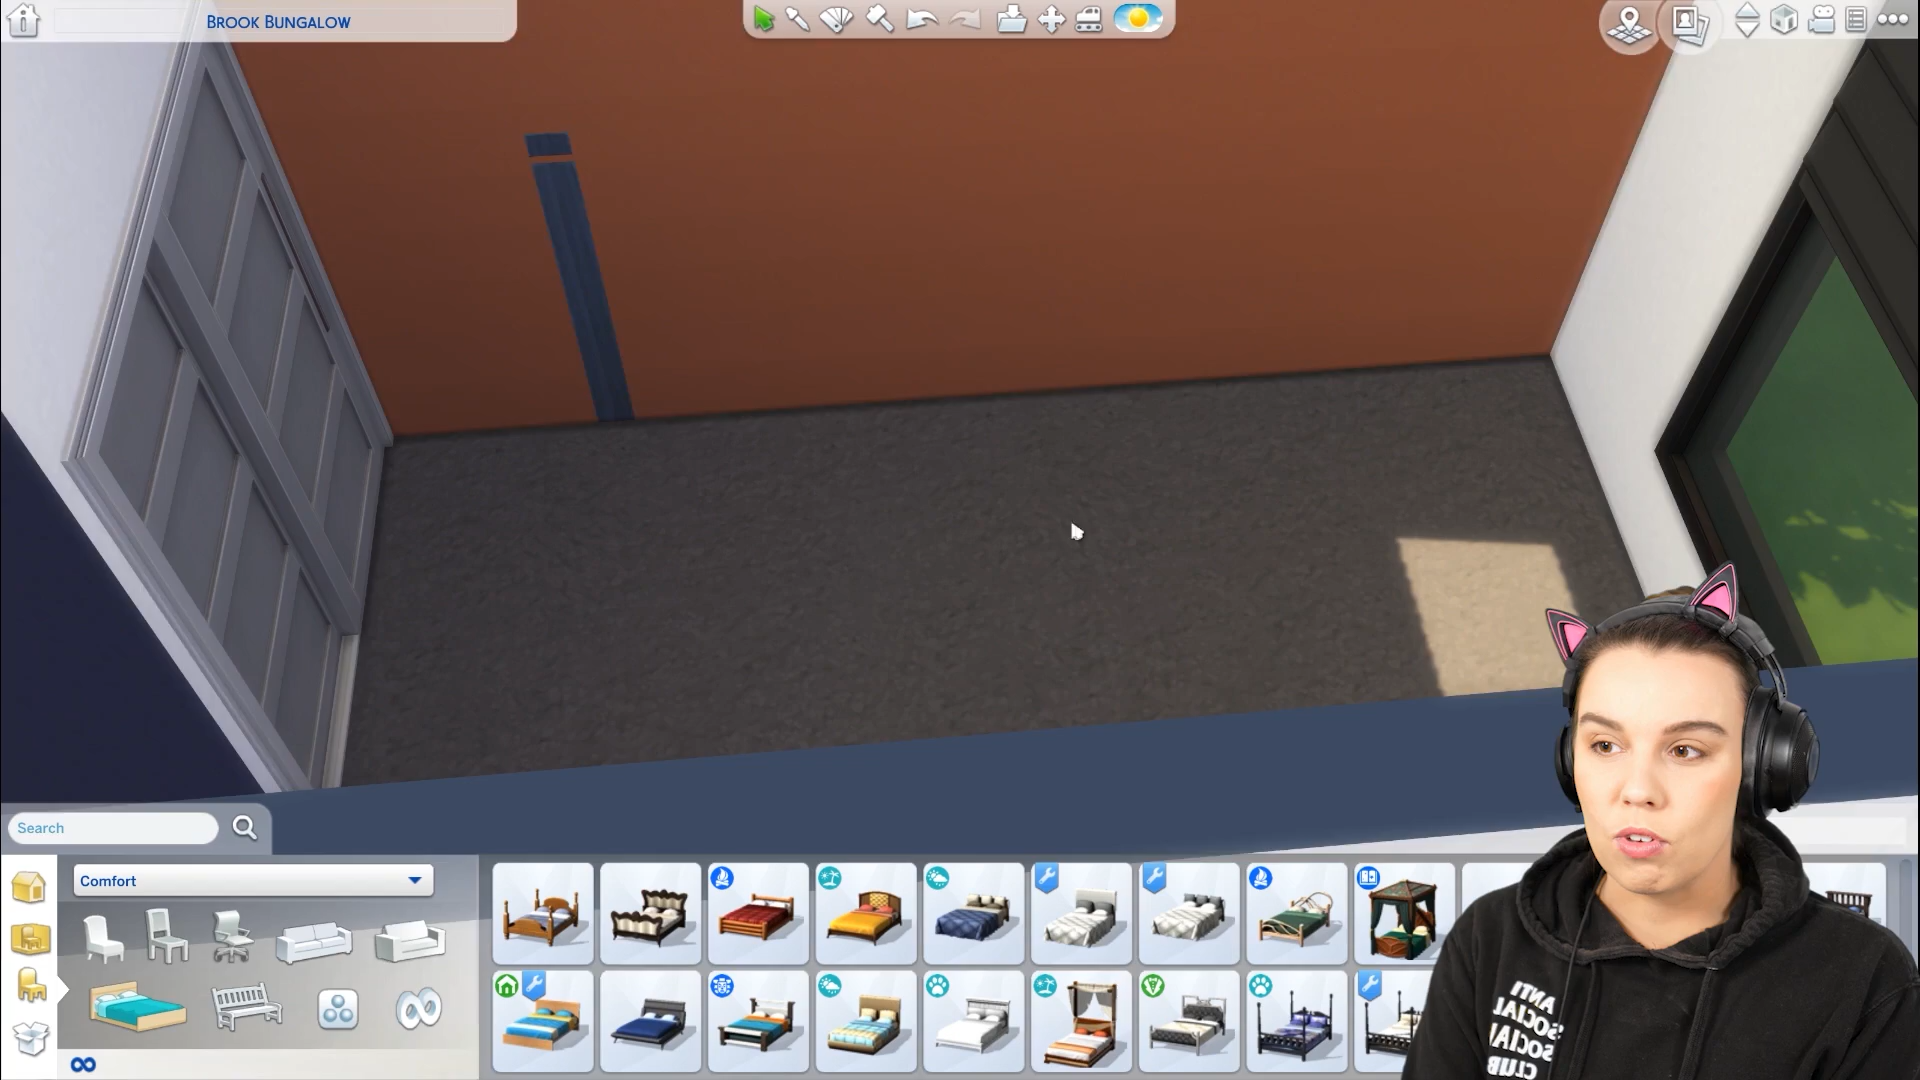 Brook Bungalow
Search
Comfort
ANTI
SOCIAL
SOCIAL
CLUB